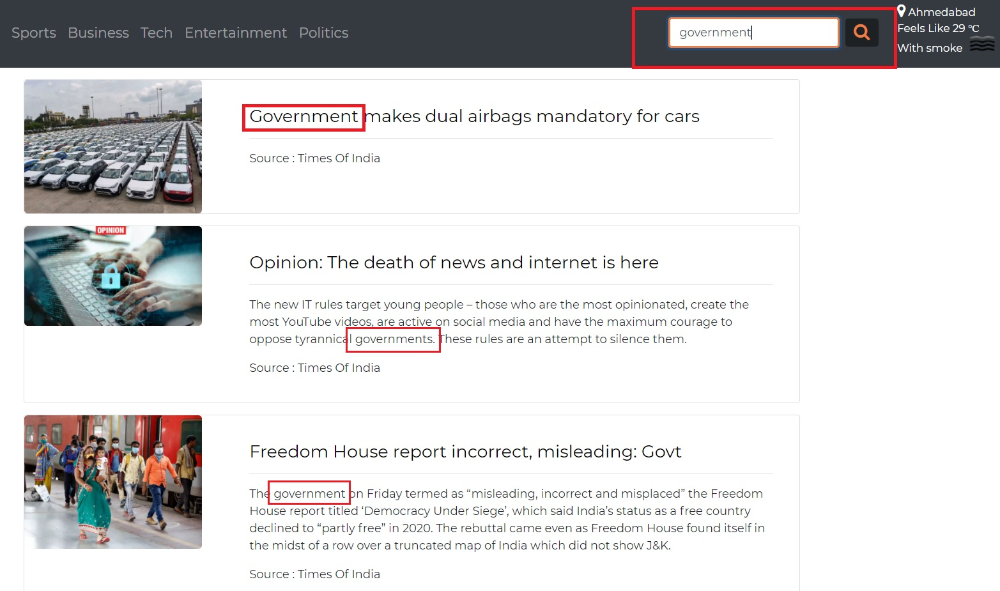 Sports Business Tech Entertainment Politics
government
Ahmedabad
Feels Like 29 °C
With smoke
Government makes dual airbags mandatory for cars
Source : Times Of India
OPINION
Opinion: The death of news and internet is here
The new IT rules target young people – those who are the most opinionated, create the
most YouTube videos, are active on social media and have the maximum courage to
oppose tyrannical governments. These rules are an attempt to silence them.
Source : Times Of India
Freedom House report incorrect, misleading: Govt
The government on Friday termed as “misleading, incorrect and misplaced” the Freedom
House report titled ‘Democracy Under Siege’, which said India’s status as a free country
declined to “partly free” in 2020. The rebuttal came even as Freedom House found itself in
the midst of a row over a truncated map of India which did not show J&K.
Source : Times Of India